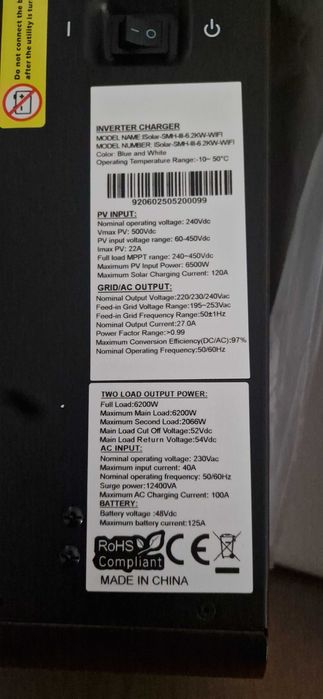 Do not connect the b
after the utility is tur
INVERTER CHARGER
MODEL NAME:ISolar-SMH-III-6.2KW-WIFI
MODEL NUMBER: ISolar-SMH-III-6.2KW-WIFI
Color: Blue and White
Operating Temperature Range:-10~ 50°C
920602505200099
PV INPUT:
Nominal operating voltage: 240Vdc
Vmax PV: 500Vdc
PV input voltage range: 60-450Vdc
Imax PV: 22A
Full load MPPT range: 240~450Vdc
Maximum PV Input Power: 6500W
Maximum Solar Charging Current: 120A
GRID/AC OUTPUT:
Nominal Output Voltage:220/230/240Vac
Feed-in Grid Voltage Range:195~253Vac
Feed-in Grid Frequency Range:50±1Hz
Nominal Output Current:27.0A
Power Factor Range:>0.99
Maximum Conversion Efficiency(DC/AC):97%
Nominal Operating Frequency:50/60Hz
TWO LOAD OUTPUT POWER:
Full Load:6200W
Maximum Main Load:6200W
Maximum Second Load:2066W
Main Load Cut Off Voltage:52Vdc
Main Load Return Voltage:54Vdc
AC INPUT:
Nominal operating voltage: 230Vac
Maximum input current: 40A
Nominal operating frequency: 50/60Hz
Surge power:12400VA
Maximum AC Charging Current: 100A
BATTERY:
Battery voltage :48Vdc
Maximum battery current:125A
RoHS
Compliant
CE
MADE IN CHINA